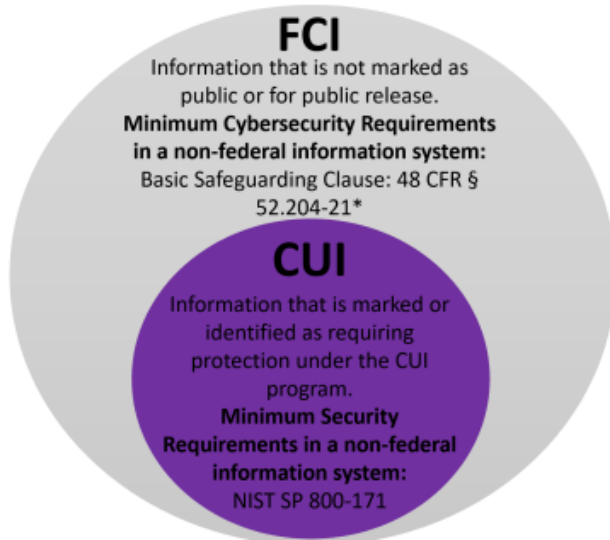 FCI
Information that is not marked as
public or for public release.
Minimum Cybersecurity Requirements
in a non-federal information system:
Basic Safeguarding Clause: 48 CFR §
52.204-21*
CUI
Information that is marked or
identified as requiring
protection under the CUI
program.
Minimum Security
Requirements in a non-federal
information system:
NIST SP 800-171